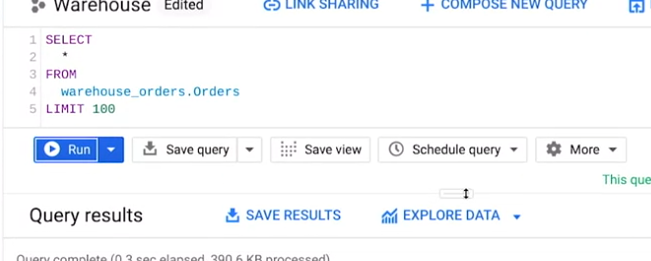 Warehouse Edited LINK SHARING COMPOSE NEW QUERY
1 SELECT
2 *
3 FROM
4 warehouse_orders.Orders
5 LIMIT 100
Run Save query Save view Schedule query More
This que
Query results SAVE RESULTS EXPLORE DATA
Query complete (0.3 sec elapsed, 390.6 KB processed)